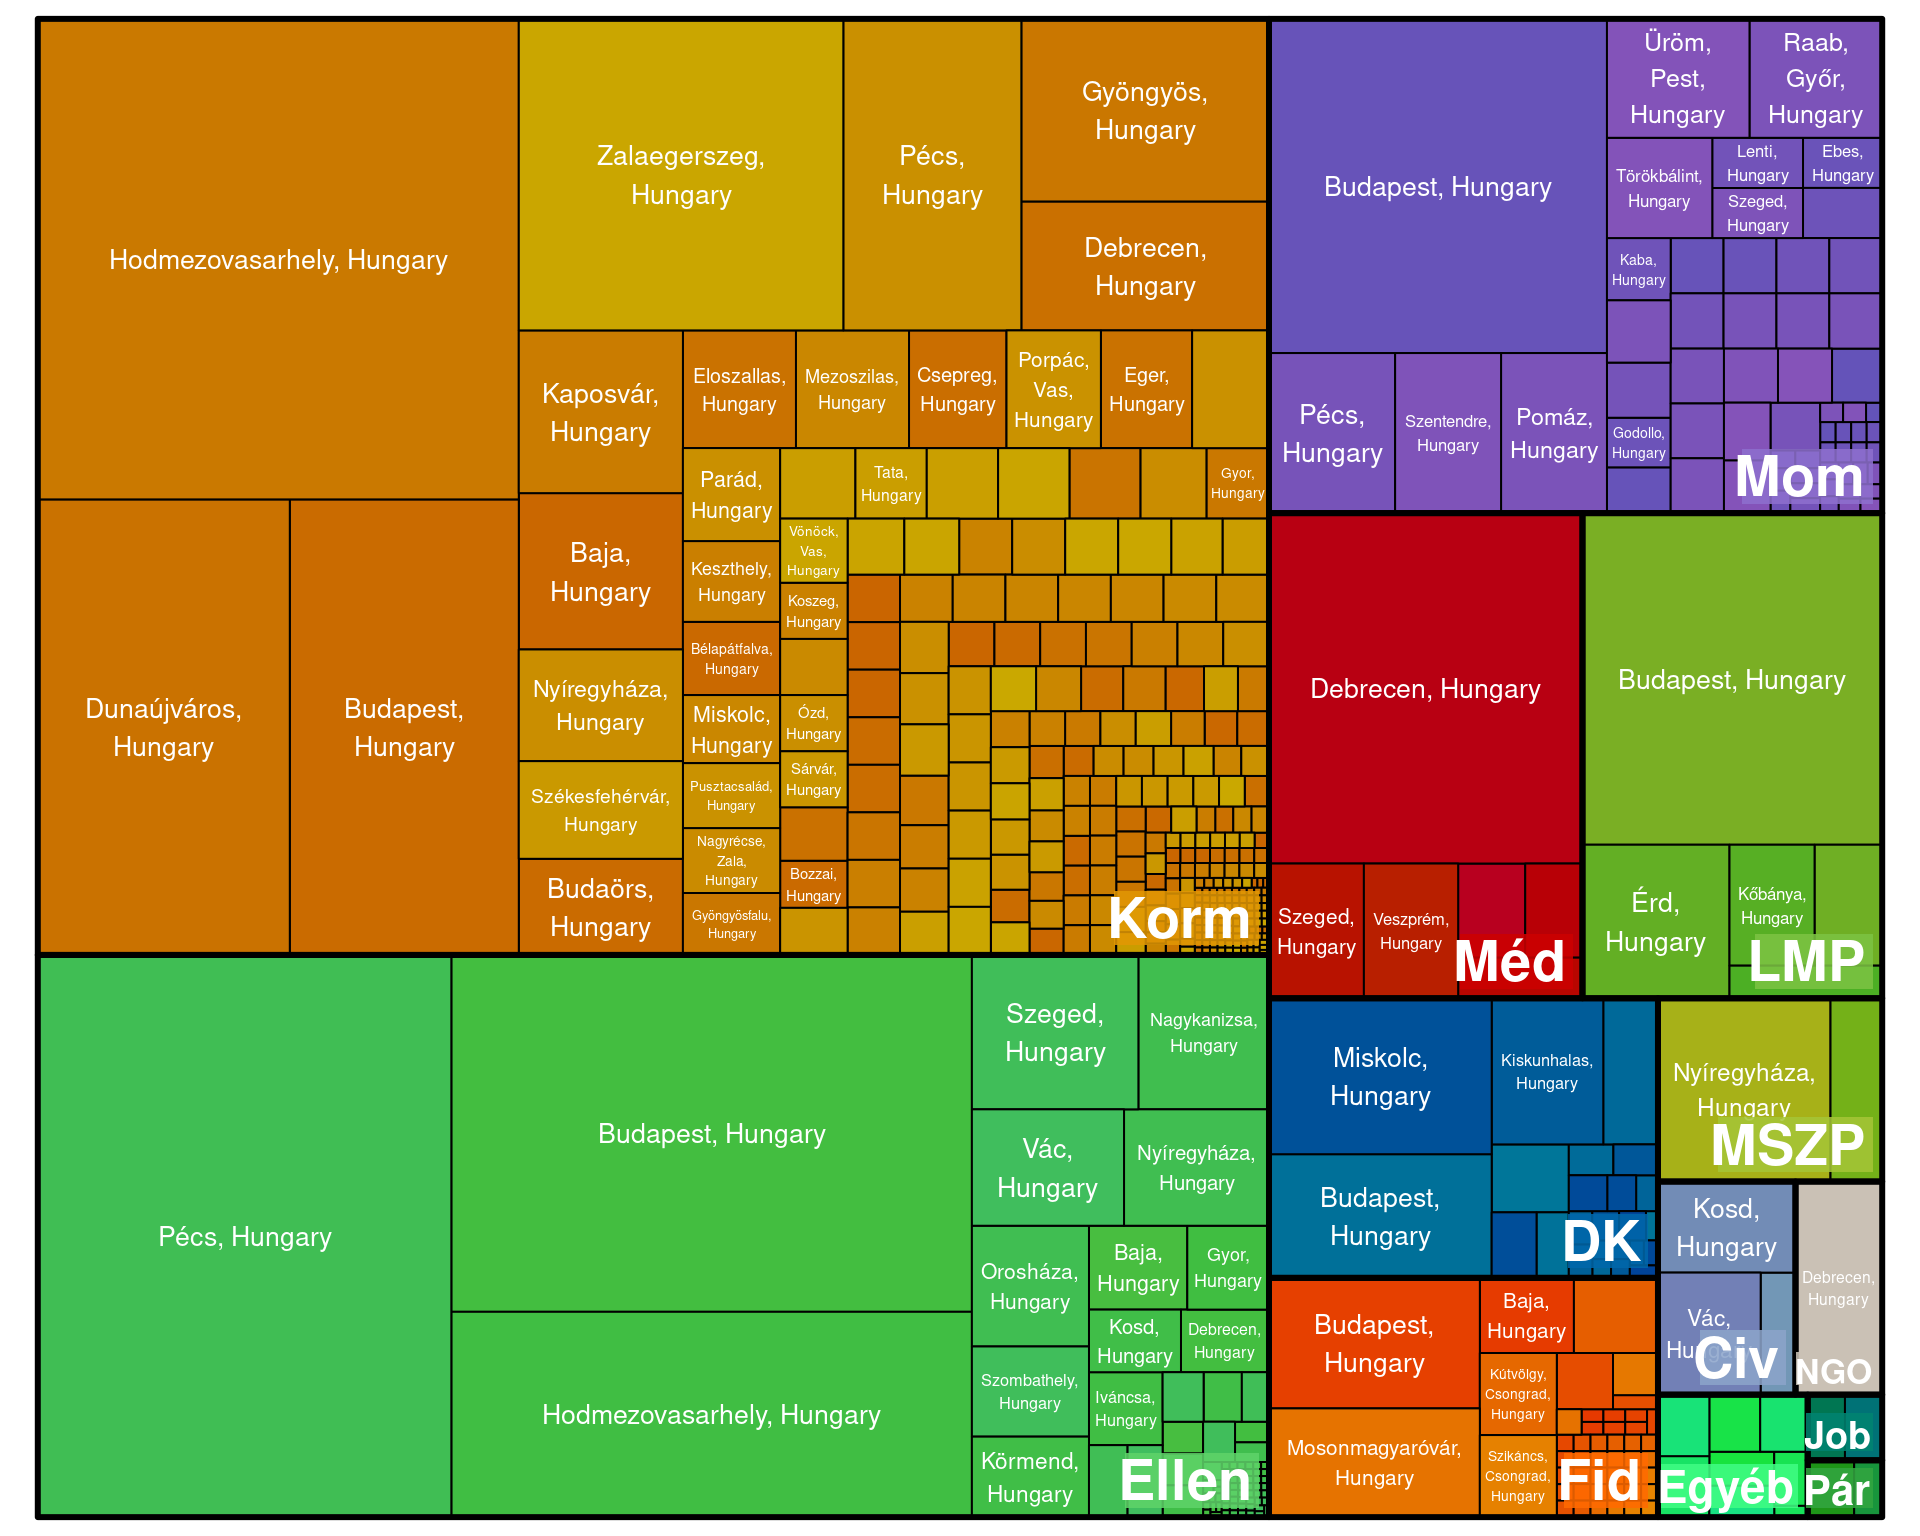 Hodmezovasarhely, Hungary
Dunaújváros,
Hungary
Budapest,
Hungary
Zalaegerszeg,
Hungary
Pécs,
Hungary
Gyöngyös,
Hungary
Debrecen,
Hungary
Kaposvár,
Hungary
Baja,
Hungary
Nyíregyháza,
Hungary
Székesfehérvár,
Hungary
Budaörs,
Hungary
Eloszallas,
Hungary
Mezoszilas,
Hungary
Csepreg,
Hungary
Porpác,
Vas,
Hungary
Eger,
Hungary
Parád,
Hungary
Keszthely,
Hungary
Bélapátfalva,
Hungary
Miskolc,
Hungary
Pusztacsalád,
Hungary
Nagyrécse,
Zala,
Hungary
Gyöngyösfalu,
Hungary
Tata,
Hungary
Gyor,
Hungary
Vönöck,
Vas,
Hungary
Koszeg,
Hungary
Ózd,
Hungary
Sárvár,
Hungary
Bozzai,
Hungary
Korm
Pécs, Hungary
Budapest, Hungary
Hodmezovasarhely, Hungary
Szeged,
Hungary
Nagykanizsa,
Hungary
Vác,
Hungary
Nyíregyháza,
Hungary
Orosháza,
Hungary
Szombathely,
Hungary
Körmend,
Hungary
Baja,
Hungary
Gyor,
Hungary
Kosd,
Hungary
Debrecen,
Hungary
Iváncsa,
Hungary
Ellen
Budapest, Hungary
Pécs,
Hungary
Szentendre,
Hungary
Pomáz,
Hungary
Üröm,
Pest,
Hungary
Raab,
Győr,
Hungary
Törökbálint,
Hungary
Lenti,
Hungary
Ebes,
Hungary
Szeged,
Hungary
Kaba,
Hungary
Godollo,
Hungary
Mom
Debrecen, Hungary
Szeged,
Hungary
Veszprém,
Hungary
Méd
Budapest, Hungary
Érd,
Hungary
Kőbánya,
Hungary
LMP
Miskolc,
Hungary
Budapest,
Hungary
Kiskunhalas,
Hungary
DK
Nyíregyháza,
Hungary
MSZP
Budapest,
Hungary
Mosonmagyaróvár,
Hungary
Baja,
Hungary
Kútvölgy,
Csongrad,
Hungary
Szikáncs,
Csongrad,
Hungary
Fid
Kosd,
Hungary
Vác,
Hungary
Civ
Debrecen,
Hungary
NGO
Egyéb
Job
Pár